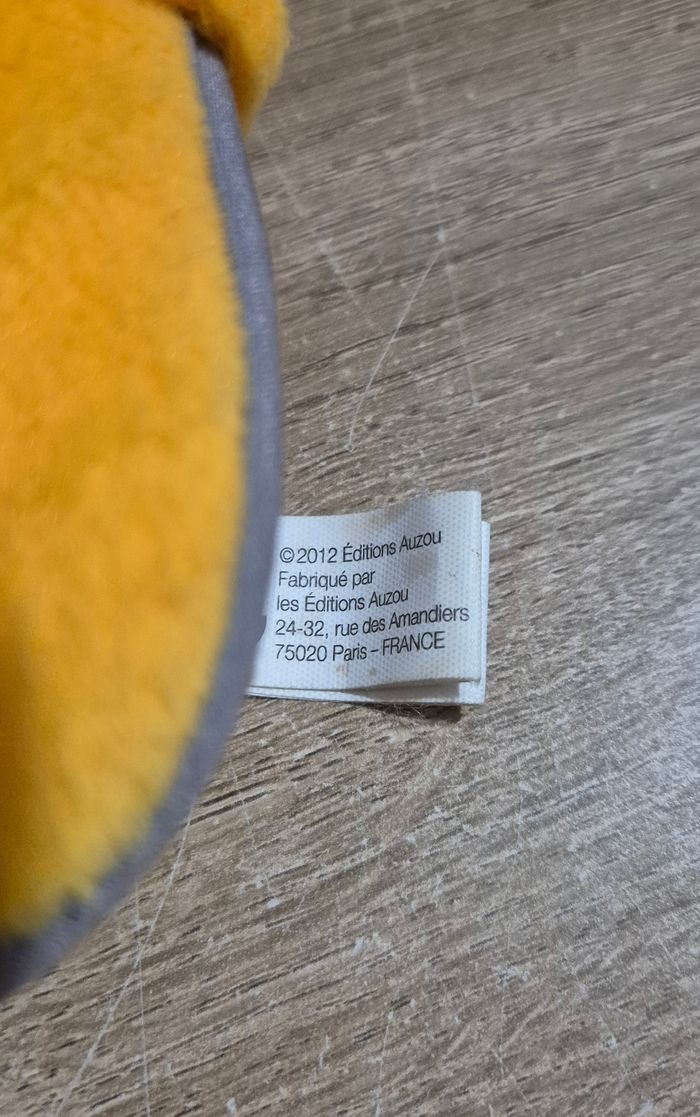 ©2012 Éditions Auzou
Fabriqué par
les Éditions Auzou
24-32, rue des Amandiers
75020 Paris – FRANCE